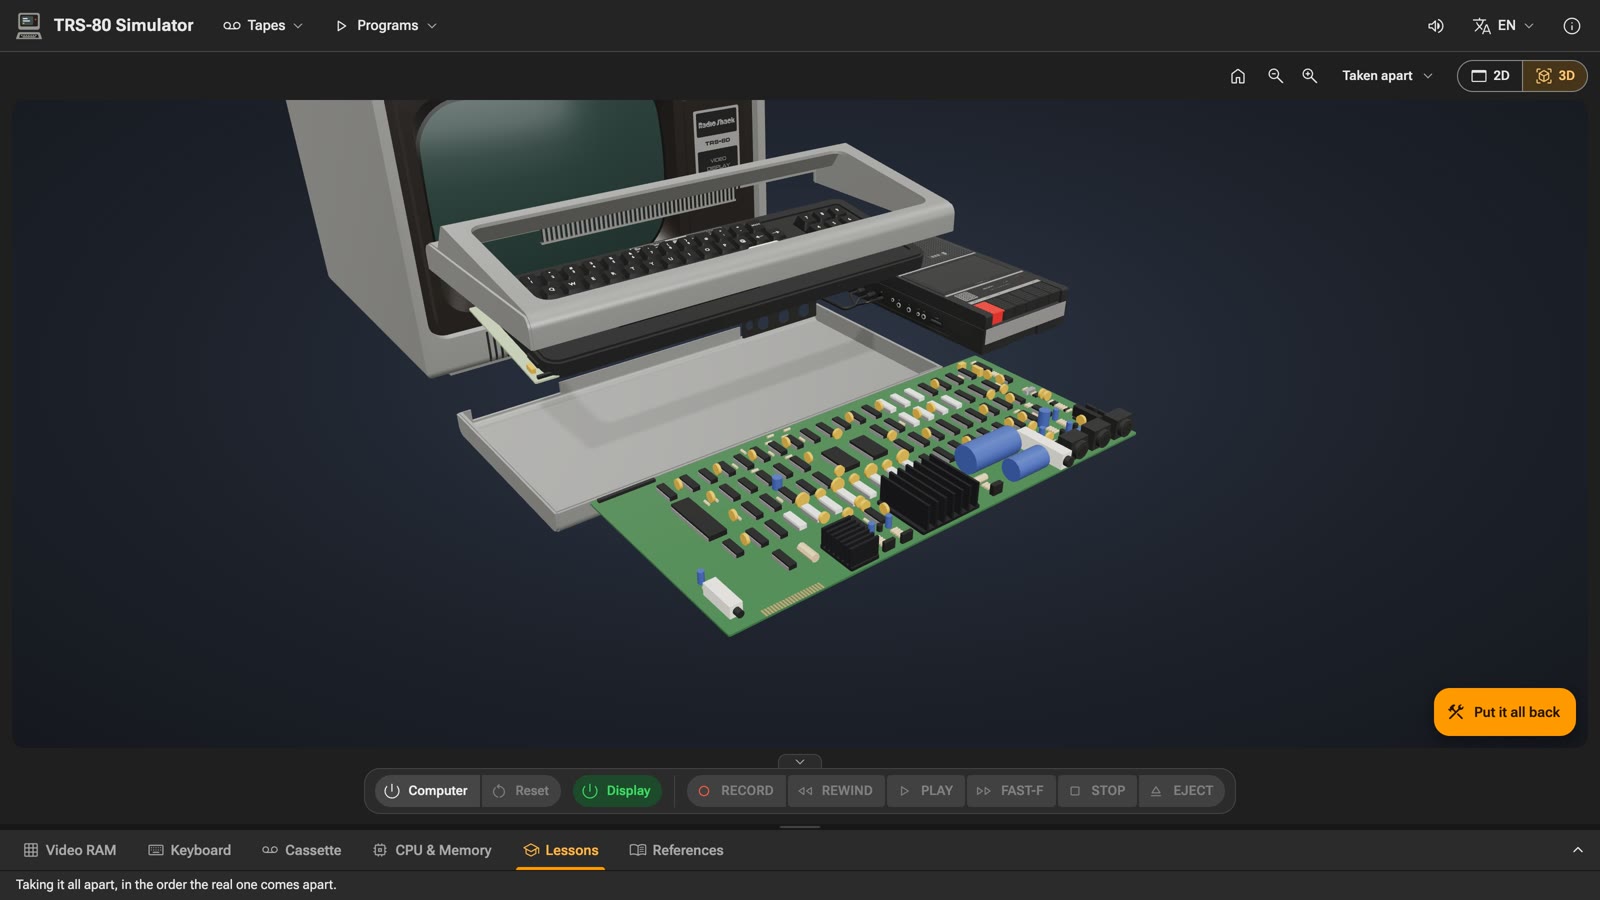 TRS-80 Simulator
Tapes
Programs
EN
Taken apart
2D
3D
Radio Shack
TRS-80
VIDEO
DISPLAY
Put it all back
Computer
Reset
Display
RECORD
REWIND
PLAY
FAST-F
STOP
EJECT
Video RAM
Keyboard
Cassette
CPU & Memory
Lessons
References
Taking it all apart, in the order the real one comes apart.